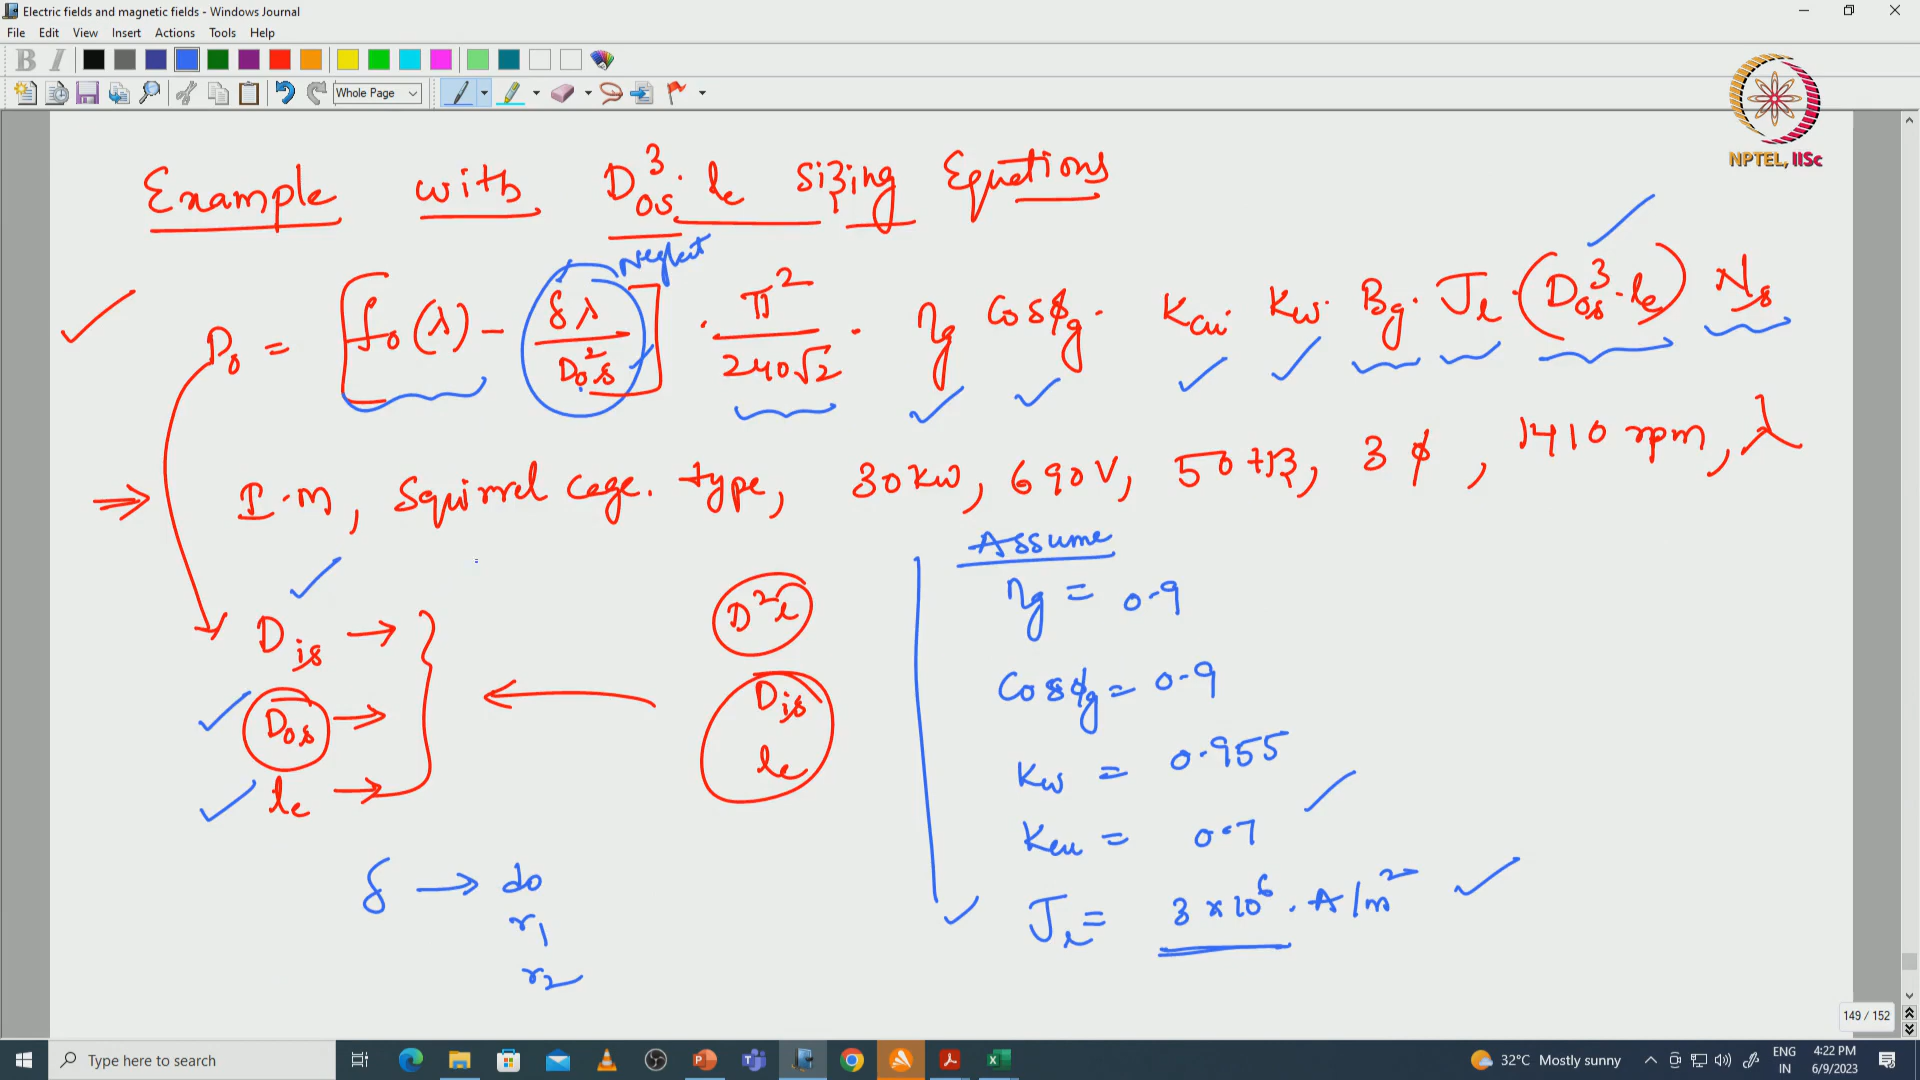 Electric fields and magnetic fields - Windows Journal
File Edit View Insert Actions Tools Help
B I
Whole Page
NPTEL, IISc
Example with D³os·le Sizing Equations
Neglect
Po = [fo(λ) - δλ/D²os] · π²/240√2 · ηg Cosϕg · Kcu · Kw · Bg · Jl · (D³os·le) Ns
⇒ I·M, Squirrel cage. type, 30kW, 690V, 50Hz, 3ϕ, 1410 rpm, λ
Assume
Dis →
Dos →
le →
D²l
Dis
le
ηg = 0.9
Cosϕg = 0.9
Kw = 0.955
Kcu = 0.7
Jl = 3×10⁶ · A/m²
δ → do
r1
r2
149 / 152
Type here to search
32°C Mostly sunny
ENG
IN
4:22 PM
6/9/2023